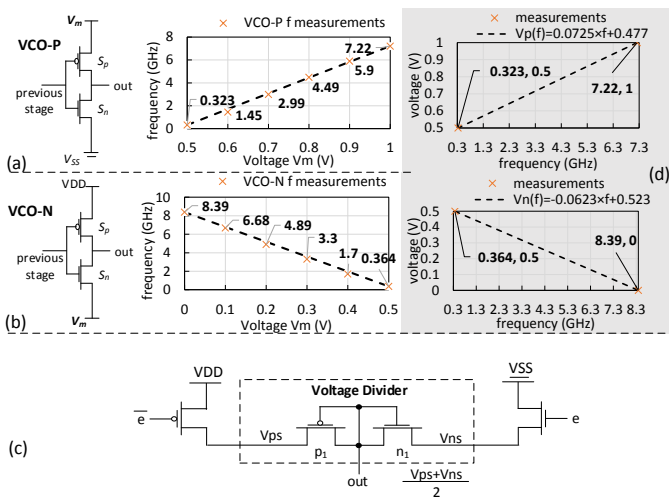 Vm
VCO-P
Sp
previous
stage
out
Sn
VSS
(a)
VCO-P f measurements
frequency (GHz)
8
6
4
2
0
0.323
1.45
2.99
4.49
5.9
7.22
0.5 0.6 0.7 0.8 0.9 1
Voltage Vm (V)
measurements
Vp(f)=0.0725×f+0.477
voltage (V)
1
0.9
0.8
0.7
0.6
0.5
0.323, 0.5
7.22, 1
0.3 1.3 2.3 3.3 4.3 5.3 6.3 7.3
frequency (GHz)
(d)
VDD
VCO-N
Sp
previous
stage
out
Sn
Vm
(b)
VCO-N f measurements
frequency (GHz)
10
8
6
4
2
0
8.39
6.68
4.89
3.3
1.7
0.364
0 0.1 0.2 0.3 0.4 0.5
Voltage Vm (V)
measurements
Vn(f)=-0.0623×f+0.523
voltage (V)
0.5
0.4
0.3
0.2
0.1
0
0.364, 0.5
8.39, 0
0.3 1.3 2.3 3.3 4.3 5.3 6.3 7.3 8.3
frequency (GHz)
(c)
VDD
e
Voltage Divider
Vps
p1
n1
Vns
out
Vps+Vns
2
VSS
e